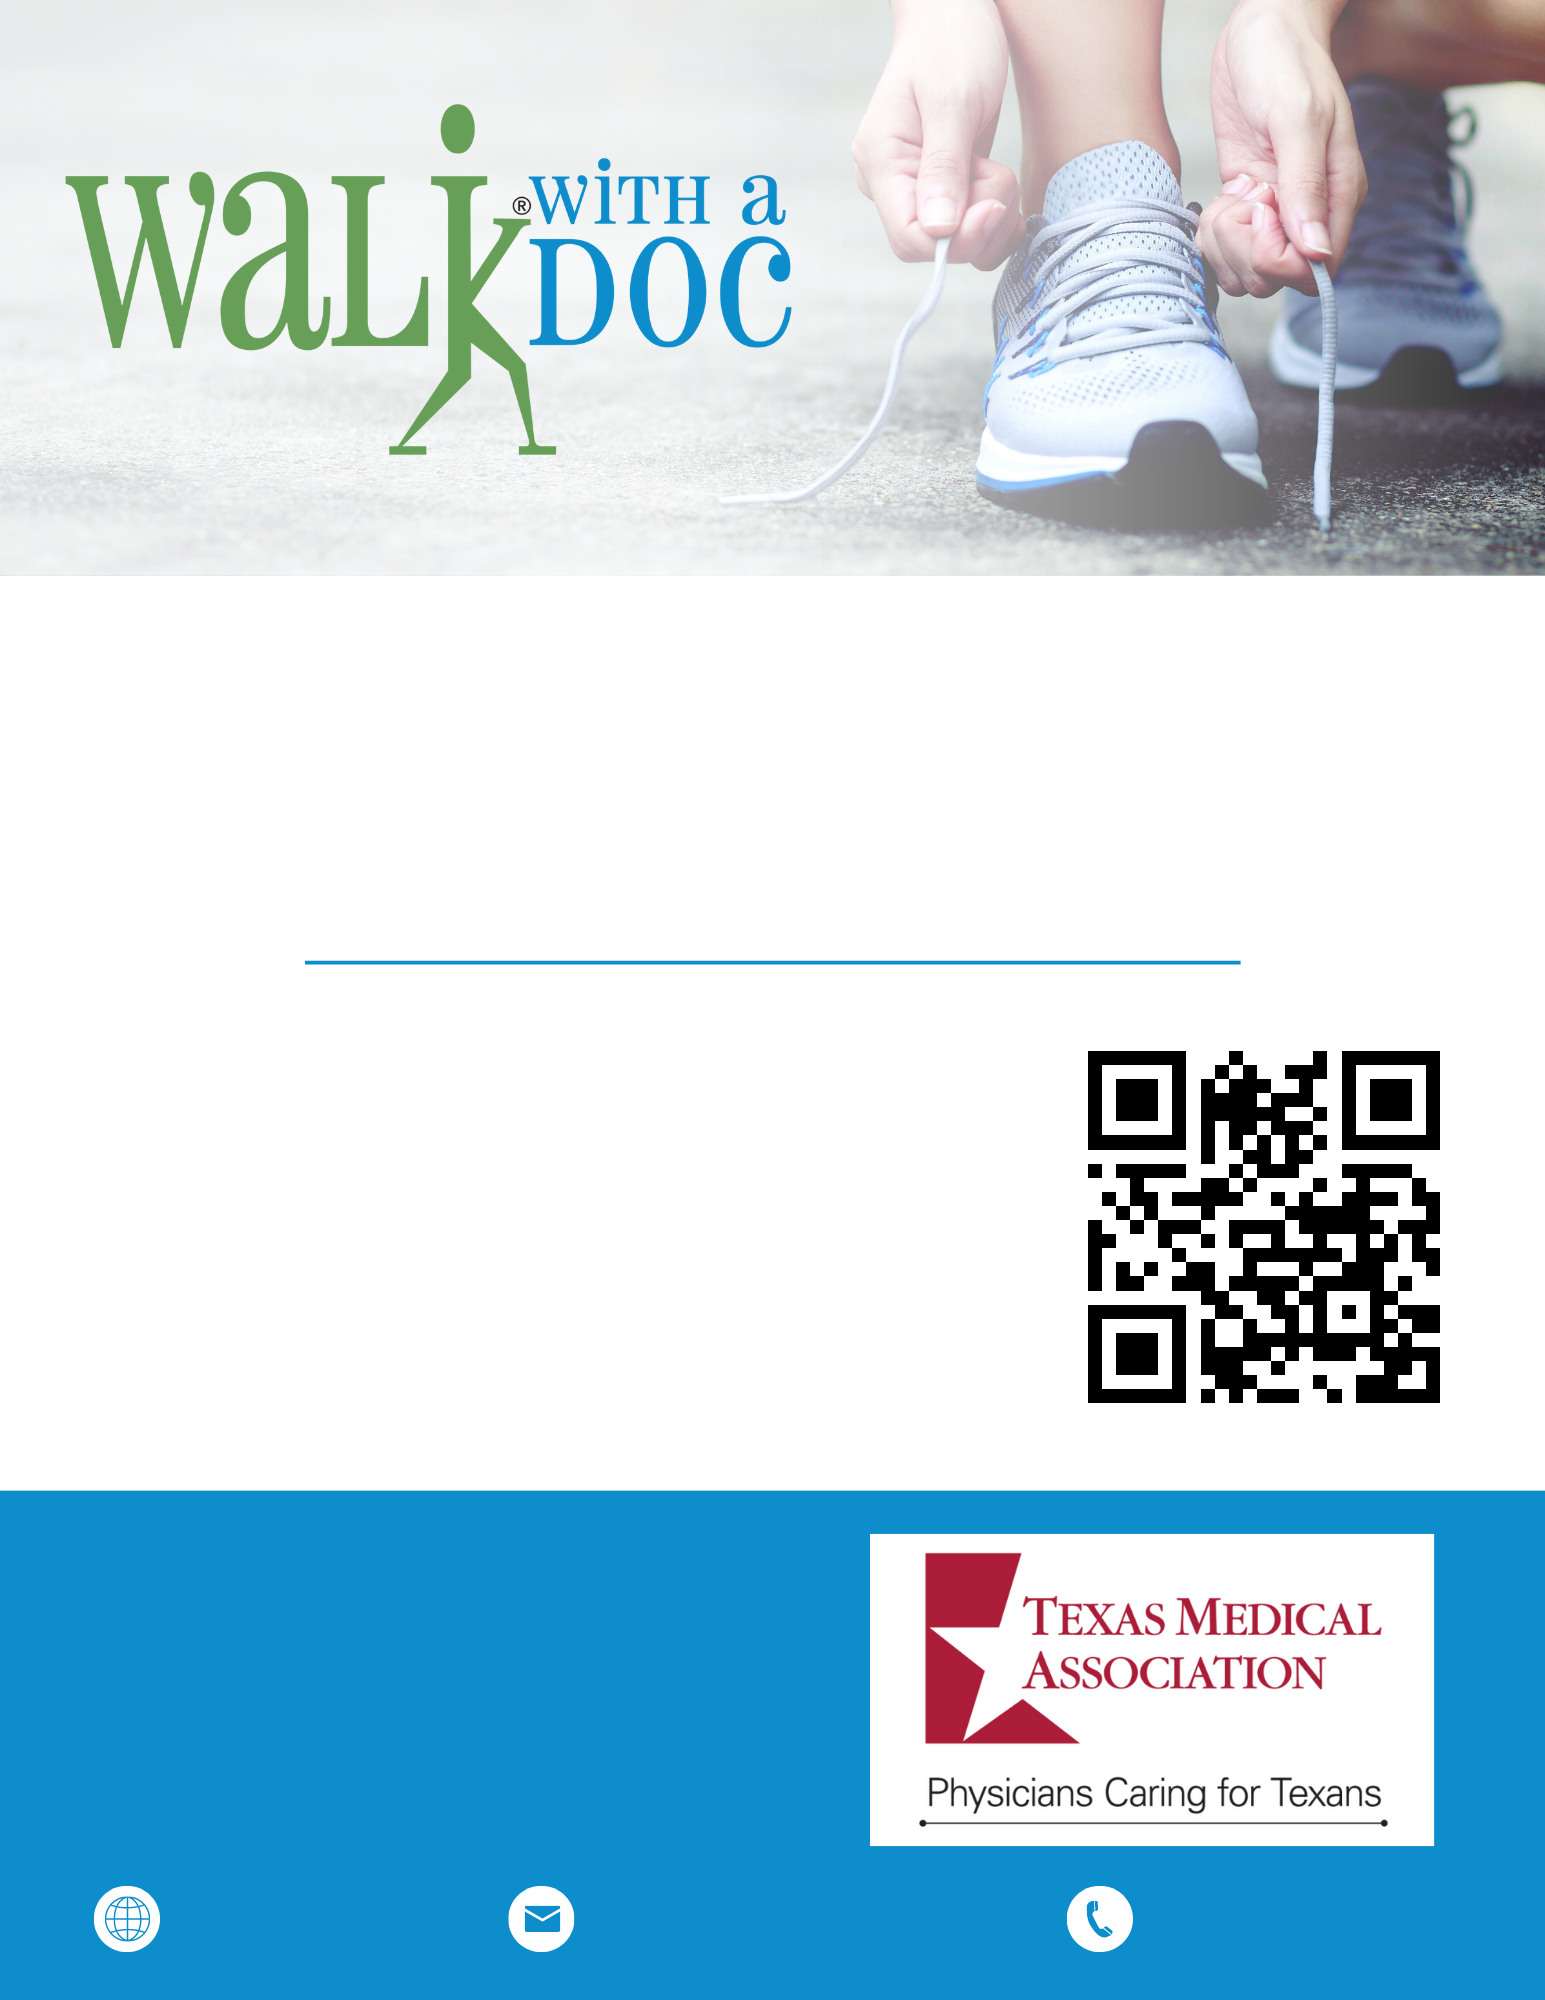 WALK® WITH a
DOC
TEXAS MEDICAL
ASSOCIATION
Physicians Caring for Texans